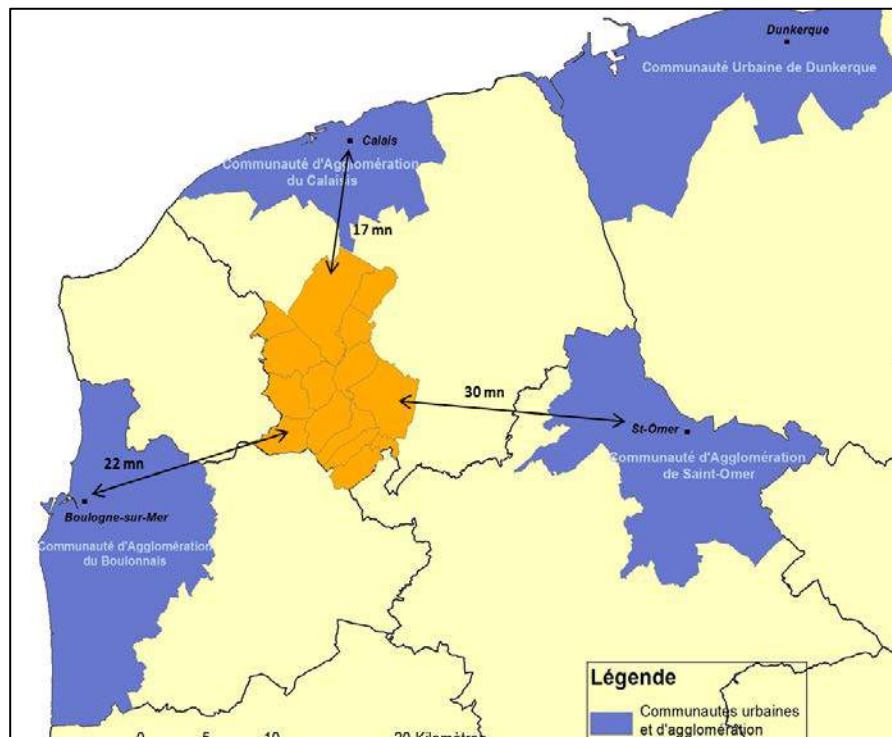 Dunkerque
Communauté Urbaine de Dunkerque
Calais
Communauté d'Agglomération
du Calaisis
17 mn
30 mn
St-Omer
Communauté d'Agglomération
de Saint-Omer
22 mn
Boulogne-sur-Mer
Communauté d'Agglomération
du Boulonnais
Légende
Communautés urbaines
et d'agglomération
0 5 10 20 Kilomètres